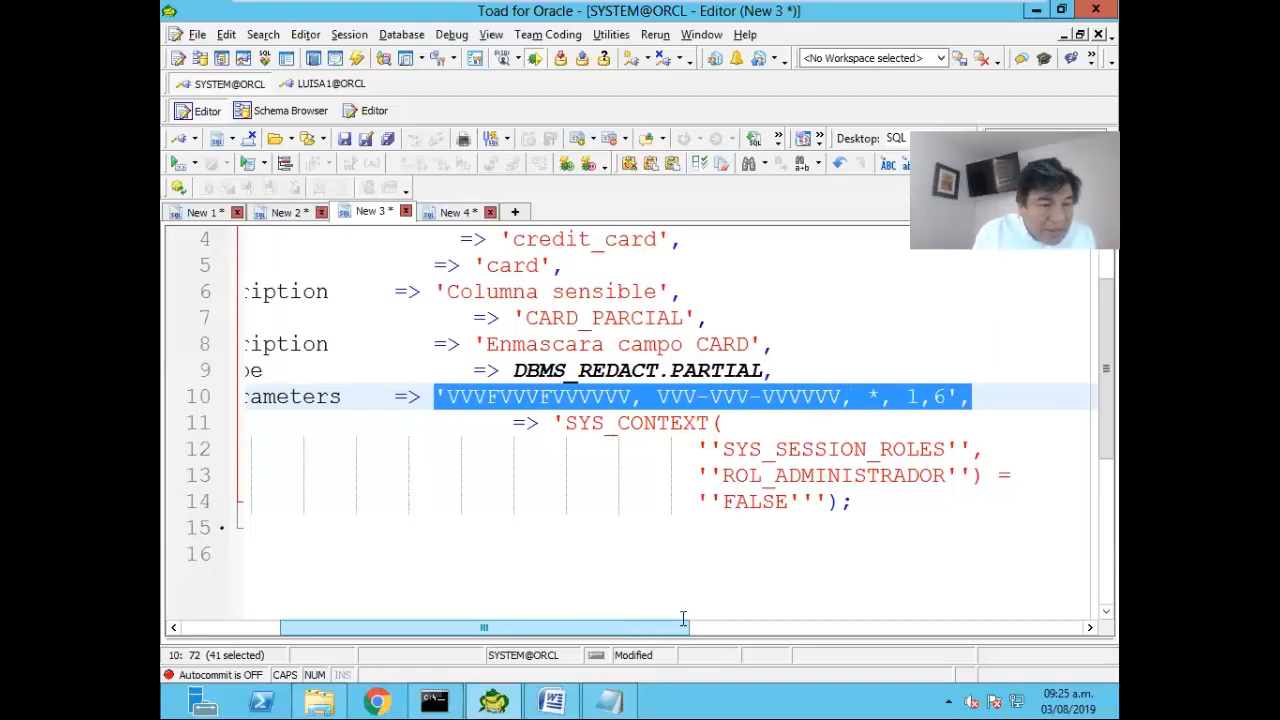 Toad for Oracle - [SYSTEM@ORCL - Editor (New 3 *)]
File Edit Search Editor Session Database Debug View Team Coding Utilities Rerun Window Help
<No Workspace selected>
SYSTEM@ORCL LUISA1@ORCL
Editor Schema Browser Editor
Desktop: SQL
New 1 * New 2 * New 3 * New 4 *
4 => 'credit_card',
5 => 'card',
6 ription => 'Columna sensible',
7 => 'CARD_PARCIAL',
8 ription => 'Enmascara campo CARD',
9 pe => DBMS_REDACT.PARTIAL,
10 rameters => 'VVVFVVVFVVVVVV, VVV-VVV-VVVVVV, *, 1,6',
11 => 'SYS_CONTEXT(
12 ''SYS_SESSION_ROLES'',
13 ''ROL_ADMINISTRADOR'') =
14 ''FALSE''');
15
16
10: 72 (41 selected) SYSTEM@ORCL Modified
Autocommit is OFF CAPS NUM INS
09:25 a.m.
03/08/2019